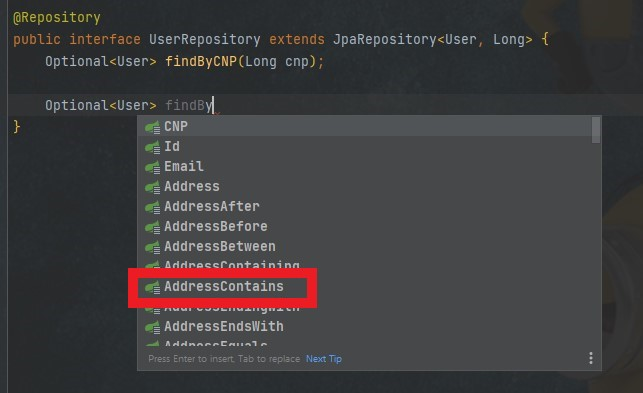 @Repository
public interface UserRepository extends JpaRepository<User, Long> {
Optional<User> findByCNP(Long cnp);
Optional<User> findBy
}
CNP
Id
Email
Address
AddressAfter
AddressBefore
AddressBetween
AddressContaining
AddressContains
AddressEndingWith
AddressEndsWith
AddressEquals
Press Enter to insert, Tab to replace Next Tip